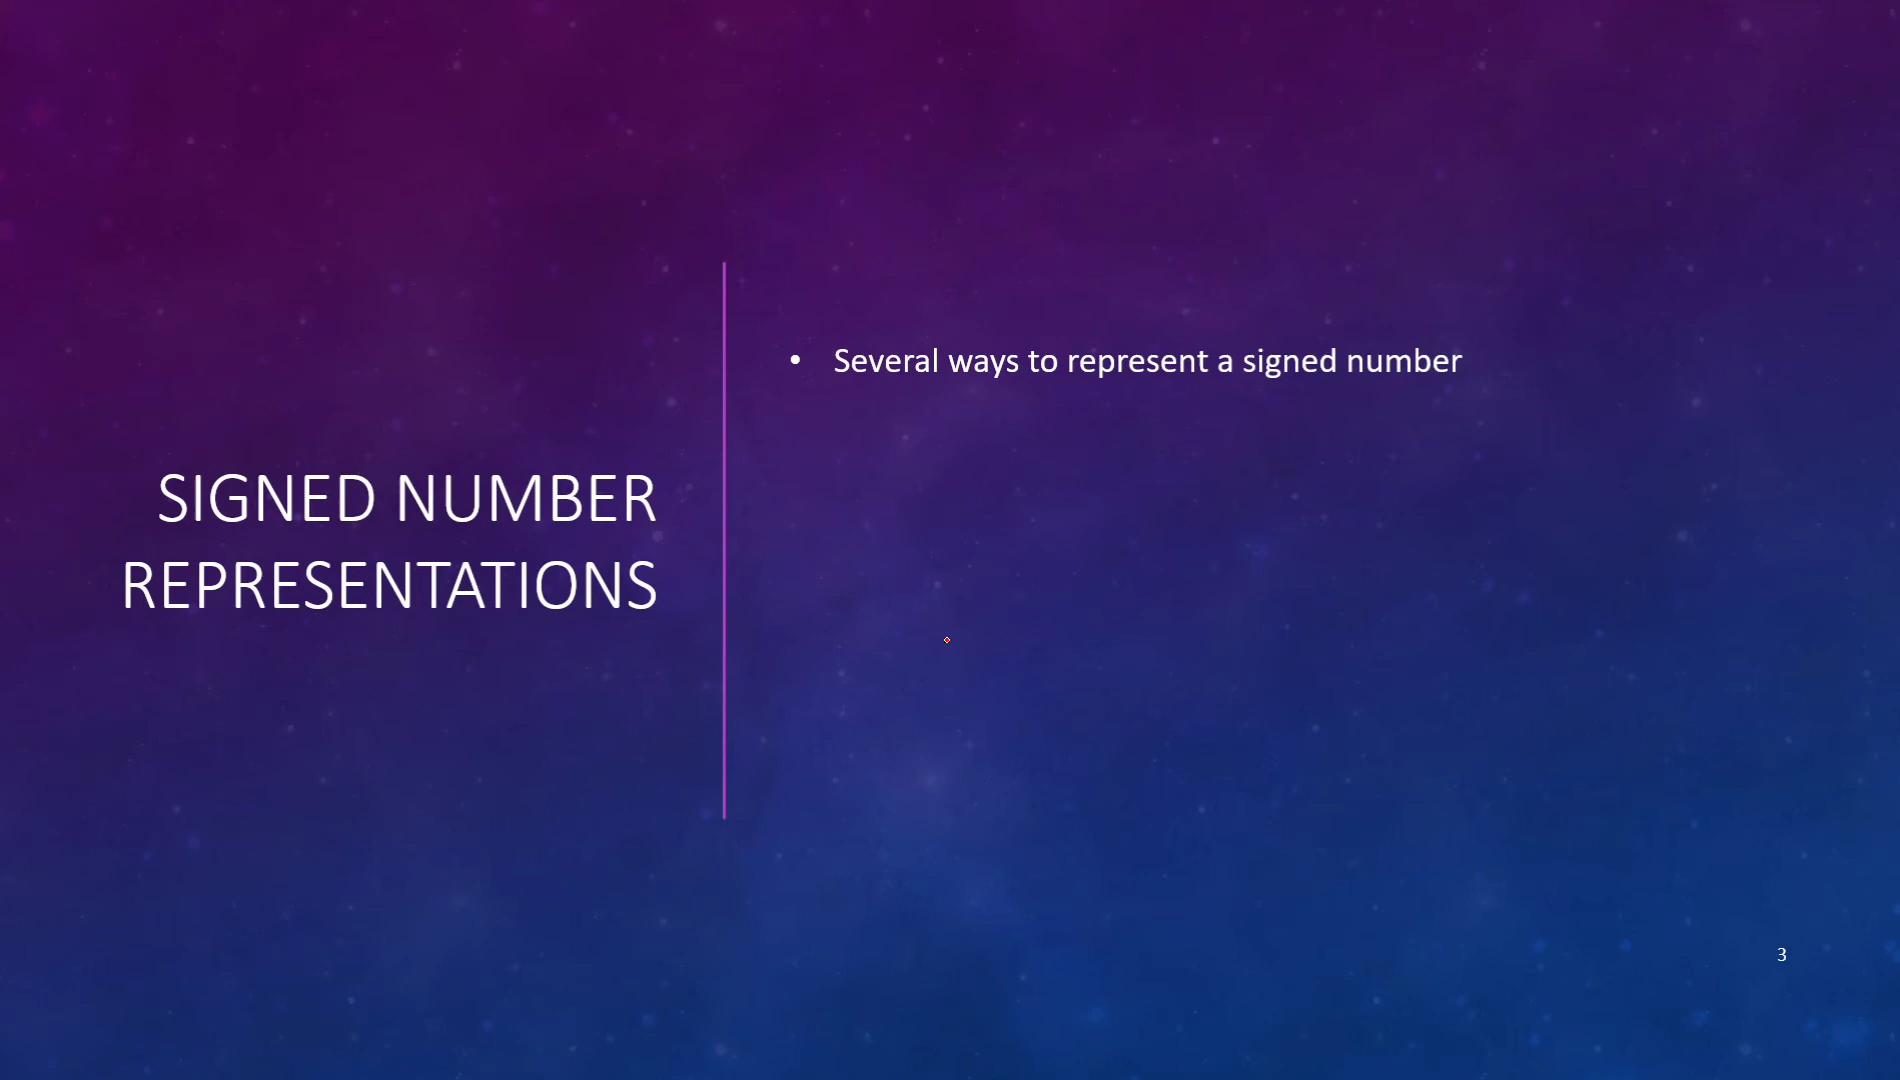 SIGNED NUMBER
REPRESENTATIONS
• Several ways to represent a signed number
3